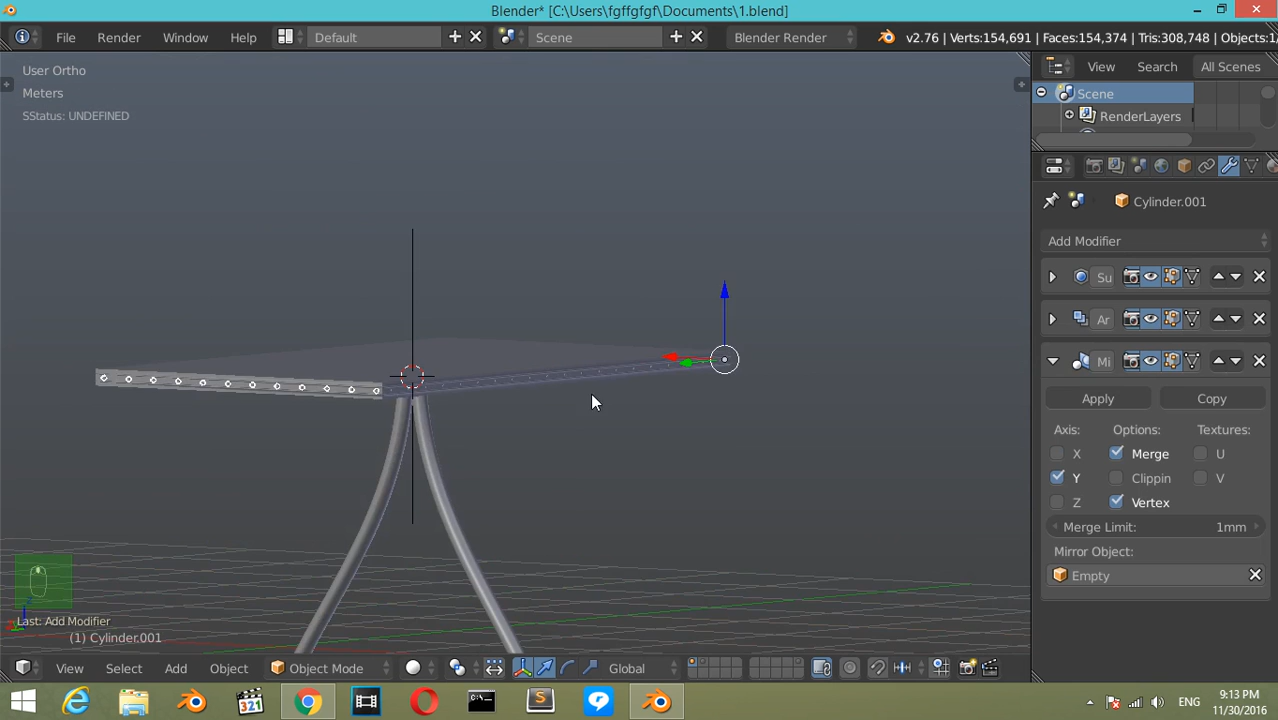 Blender* [C:\Users\fgffgfgf\Documents\1.blend]
File Render Window Help Default Scene Blender Render v2.76 | Verts:154,691 | Faces:154,374 | Tris:308,748 | Objects:1/
User Ortho
Meters
SStatus: UNDEFINED
View Search All Scenes
Scene
RenderLayers
Cylinder.001
Add Modifier
Su
Ar
Mi
Apply Copy
Axis: Options: Textures:
X Merge U
Y Clippin V
Z Vertex
Merge Limit: 1mm
Mirror Object:
Empty
Last: Add Modifier
(1) Cylinder.001
View Select Add Object Object Mode Global
321
ENG
9:13 PM
11/30/2016